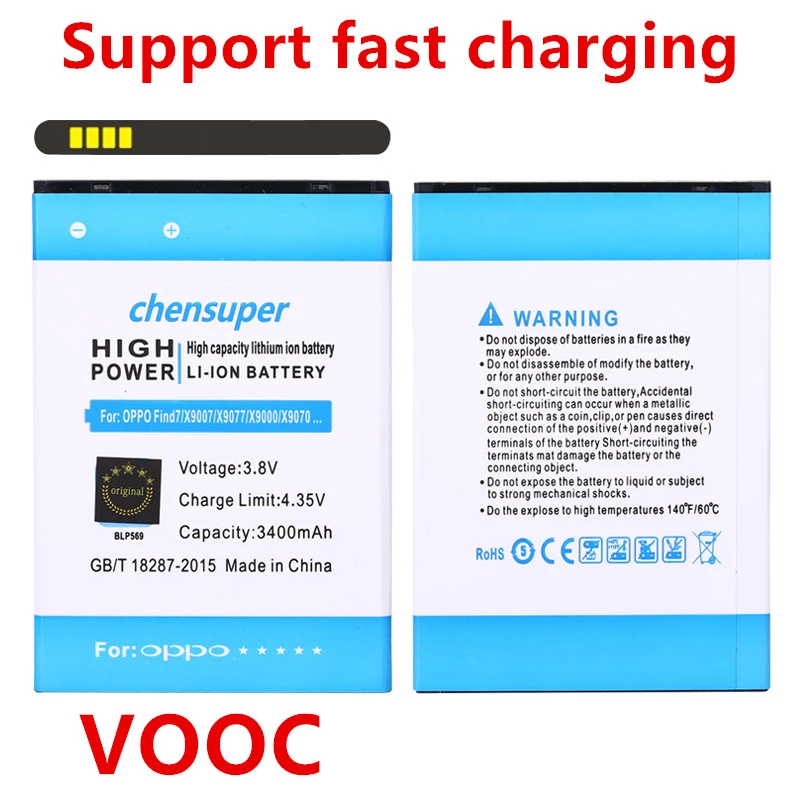 Support fast charging
chensuper
HIGH POWER
High capacity lithium ion battery
LI-ION BATTERY
For: OPPO Find7/X9007/X9077/X9000/X9070 ...
original
BLP569
Voltage:3.8V
Charge Limit:4.35V
Capacity:3400mAh
GB/T 18287-2015 Made in China
For:oppo★★★★★
VOOC
WARNING
•Do not dispose of batteries in a fire as they
may explode.
•Do not disassemble of modify the battery, or
battery.
•Do not short-circuit the battery,Accidental
short-circuiting can occur when a metallic
object such as a coin,clip,or pen causes direct
connection of the positive(+)and negative(-)
terminals of the battery Short-circuiting the
terminals mat damage the battery or the
connecting object.
•Do not expose the battery to liquid or subject
to strong mechanical shocks.
•Do the explose to high temperatures 140°F/60°C
RoHS 5 CE